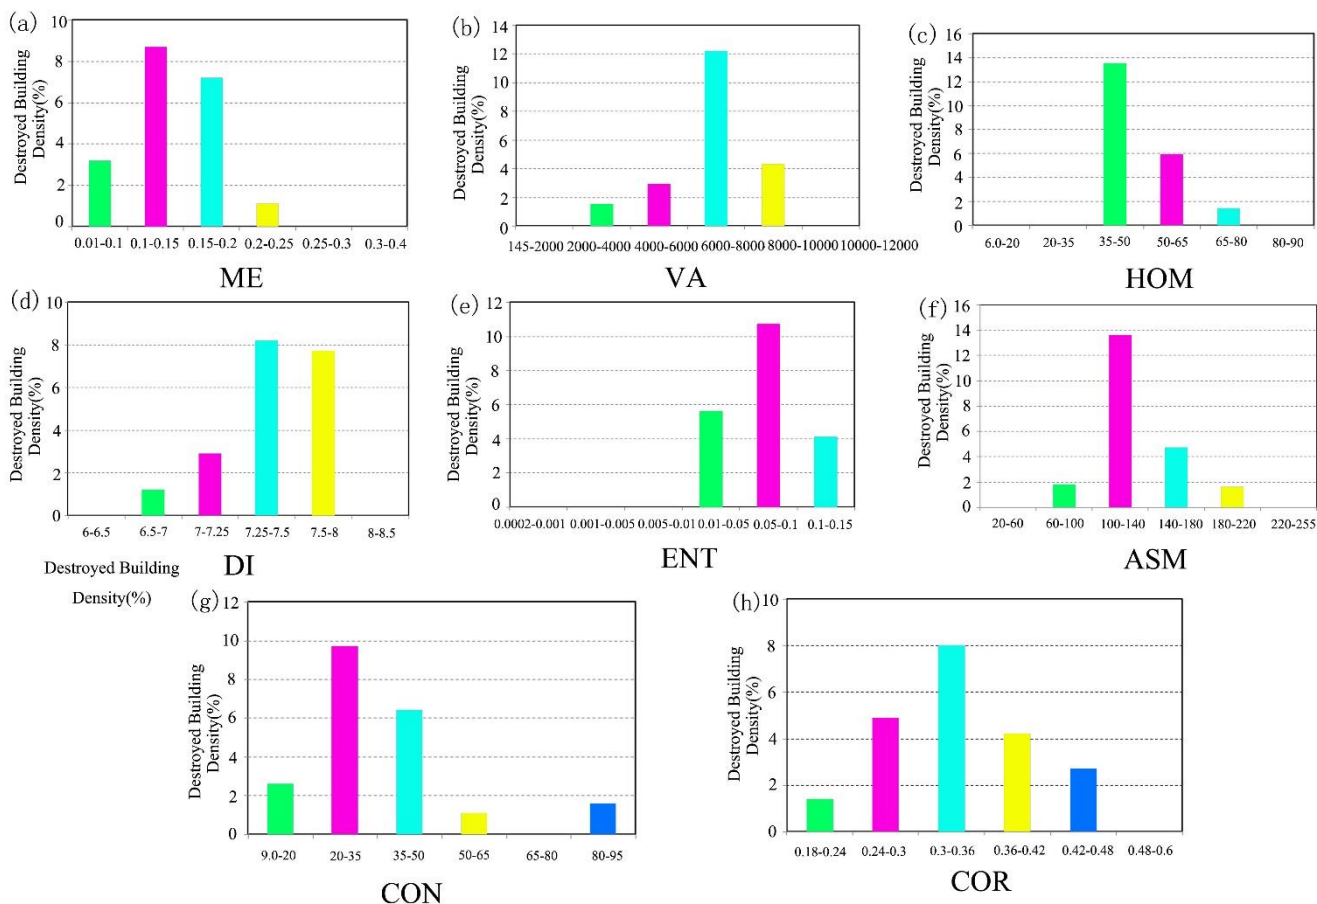 (a)
Destroyed Building
Density(%)
10
8
6
4
2
0
0.01-0.1 0.1-0.15 0.15-0.2 0.2-0.25 0.25-0.3 0.3-0.4
ME
(b)
Destroyed Building
Density(%)
14
12
10
8
6
4
2
0
145-2000 2000-4000 4000-6000 6000-8000 8000-10000 10000-12000
VA
(c)
Destroyed Building
Density(%)
16
14
12
10
8
6
4
2
0
6.0-20 20-35 35-50 50-65 65-80 80-90
HOM
(d)
Destroyed Building
Density(%)
10
8
6
4
2
0
6-6.5 6.5-7 7-7.25 7.25-7.5 7.5-8 8-8.5
DI
(e)
Destroyed Building
Density(%)
12
10
8
6
4
2
0
0.0002-0.001 0.001-0.005 0.005-0.01 0.01-0.05 0.05-0.1 0.1-0.15
ENT
(f)
Destroyed Building
Density(%)
16
14
12
10
8
6
4
2
0
20-60 60-100 100-140 140-180 180-220 220-255
ASM
Destroyed Building
Density(%)
(g)
Destroyed Building
Density(%)
12
10
8
6
4
2
0
9.0-20 20-35 35-50 50-65 65-80 80-95
CON
(h)
Destroyed Building
Density(%)
10
8
6
4
2
0
0.18-0.24 0.24-0.3 0.3-0.36 0.36-0.42 0.42-0.48 0.48-0.6
COR